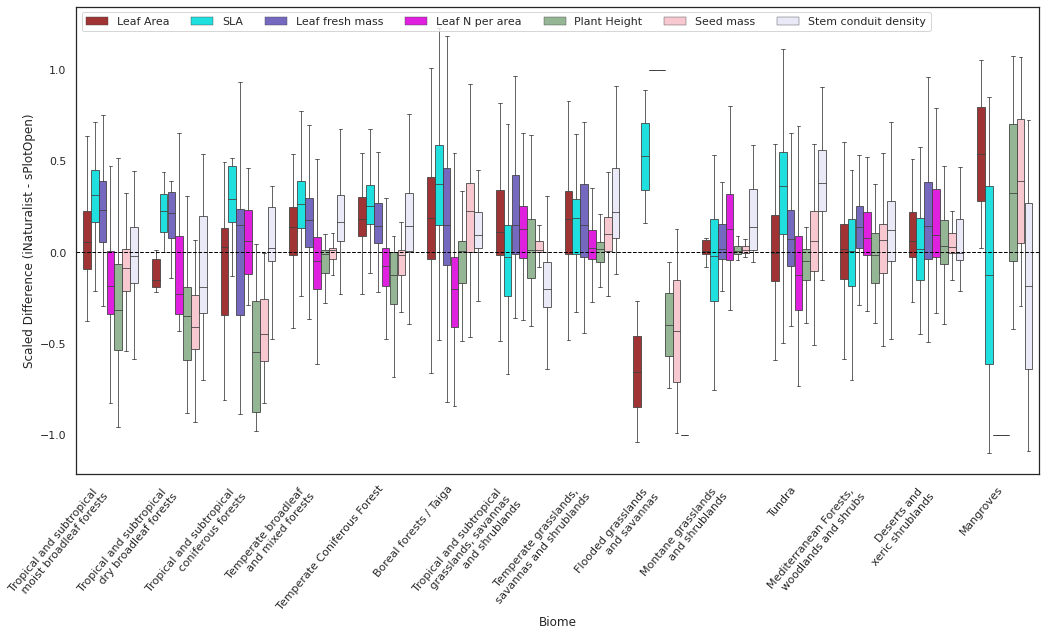 Leaf Area SLA Leaf fresh mass Leaf N per area Plant Height Seed mass Stem conduit density
Scaled Difference (iNaturalist - sPlotOpen)
1.0
0.5
0.0
−0.5
−1.0
Tropical and subtropical
moist broadleaf forests
Tropical and subtropical
dry broadleaf forests
Tropical and subtropical
coniferous forests
Temperate broadleaf
and mixed forests
Temperate Coniferous Forest
Boreal forests / Taiga
Tropical and subtropical
grasslands, savannas
and shrublands
Temperate grasslands,
savannas and shrublands
Flooded grasslands
and savannas
Montane grasslands
and shrublands
Tundra
Mediterranean Forests,
woodlands and shrubs
Deserts and
xeric shrublands
Mangroves
Biome